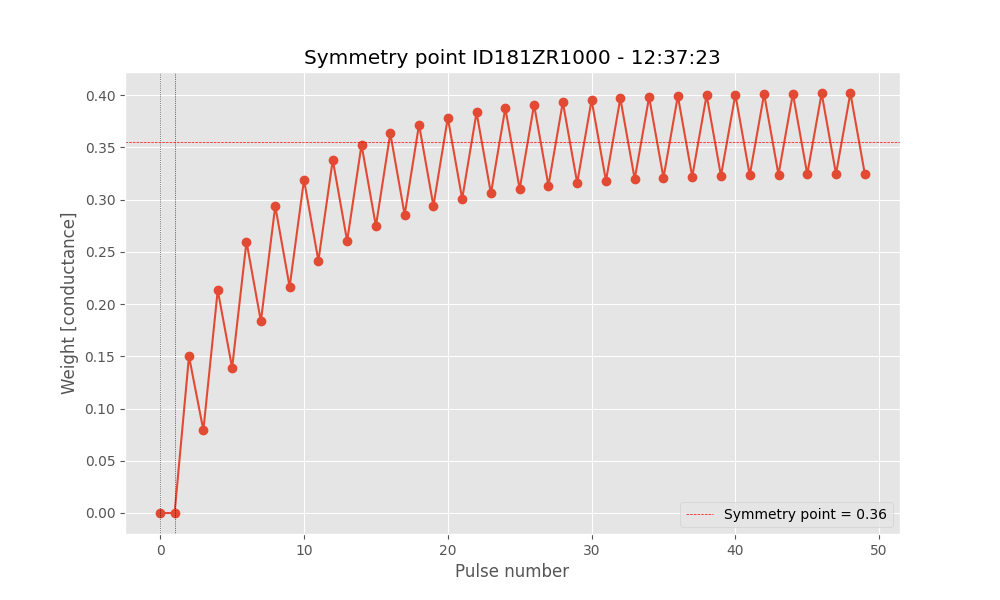 Symmetry point ID181ZR1000 - 12:37:23
Weight [conductance]
0.40
0.35
0.30
0.25
0.20
0.15
0.10
0.05
0.00
Symmetry point = 0.36
0 10 20 30 40 50
Pulse number